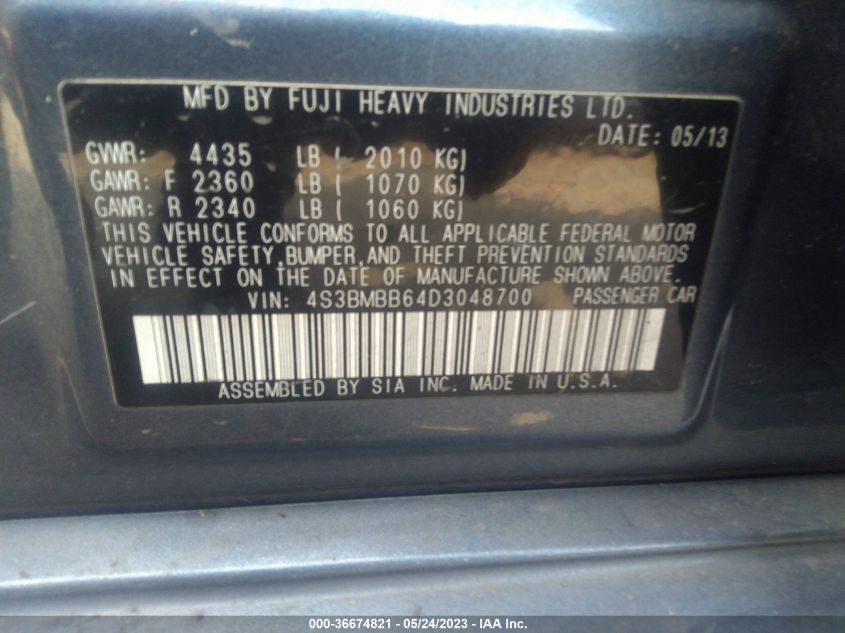 MFD BY FUJI HEAVY INDUSTRIES LTD.
DATE: 05/13
GVWR: 4435 LB ( 2010 KG)
GAWR: F 2360 LB ( 1070 KG)
GAWR: R 2340 LB ( 1060 KG)
THIS VEHICLE CONFORMS TO ALL APPLICABLE FEDERAL MOTOR
VEHICLE SAFETY, BUMPER, AND THEFT PREVENTION STANDARDS
IN EFFECT ON THE DATE OF MANUFACTURE SHOWN ABOVE.
VIN: 4S3BMBB64D3048700 PASSENGER CAR
ASSEMBLED BY SIA INC. MADE IN U.S.A.
000-36674821 - 05/24/2023 - IAA Inc.